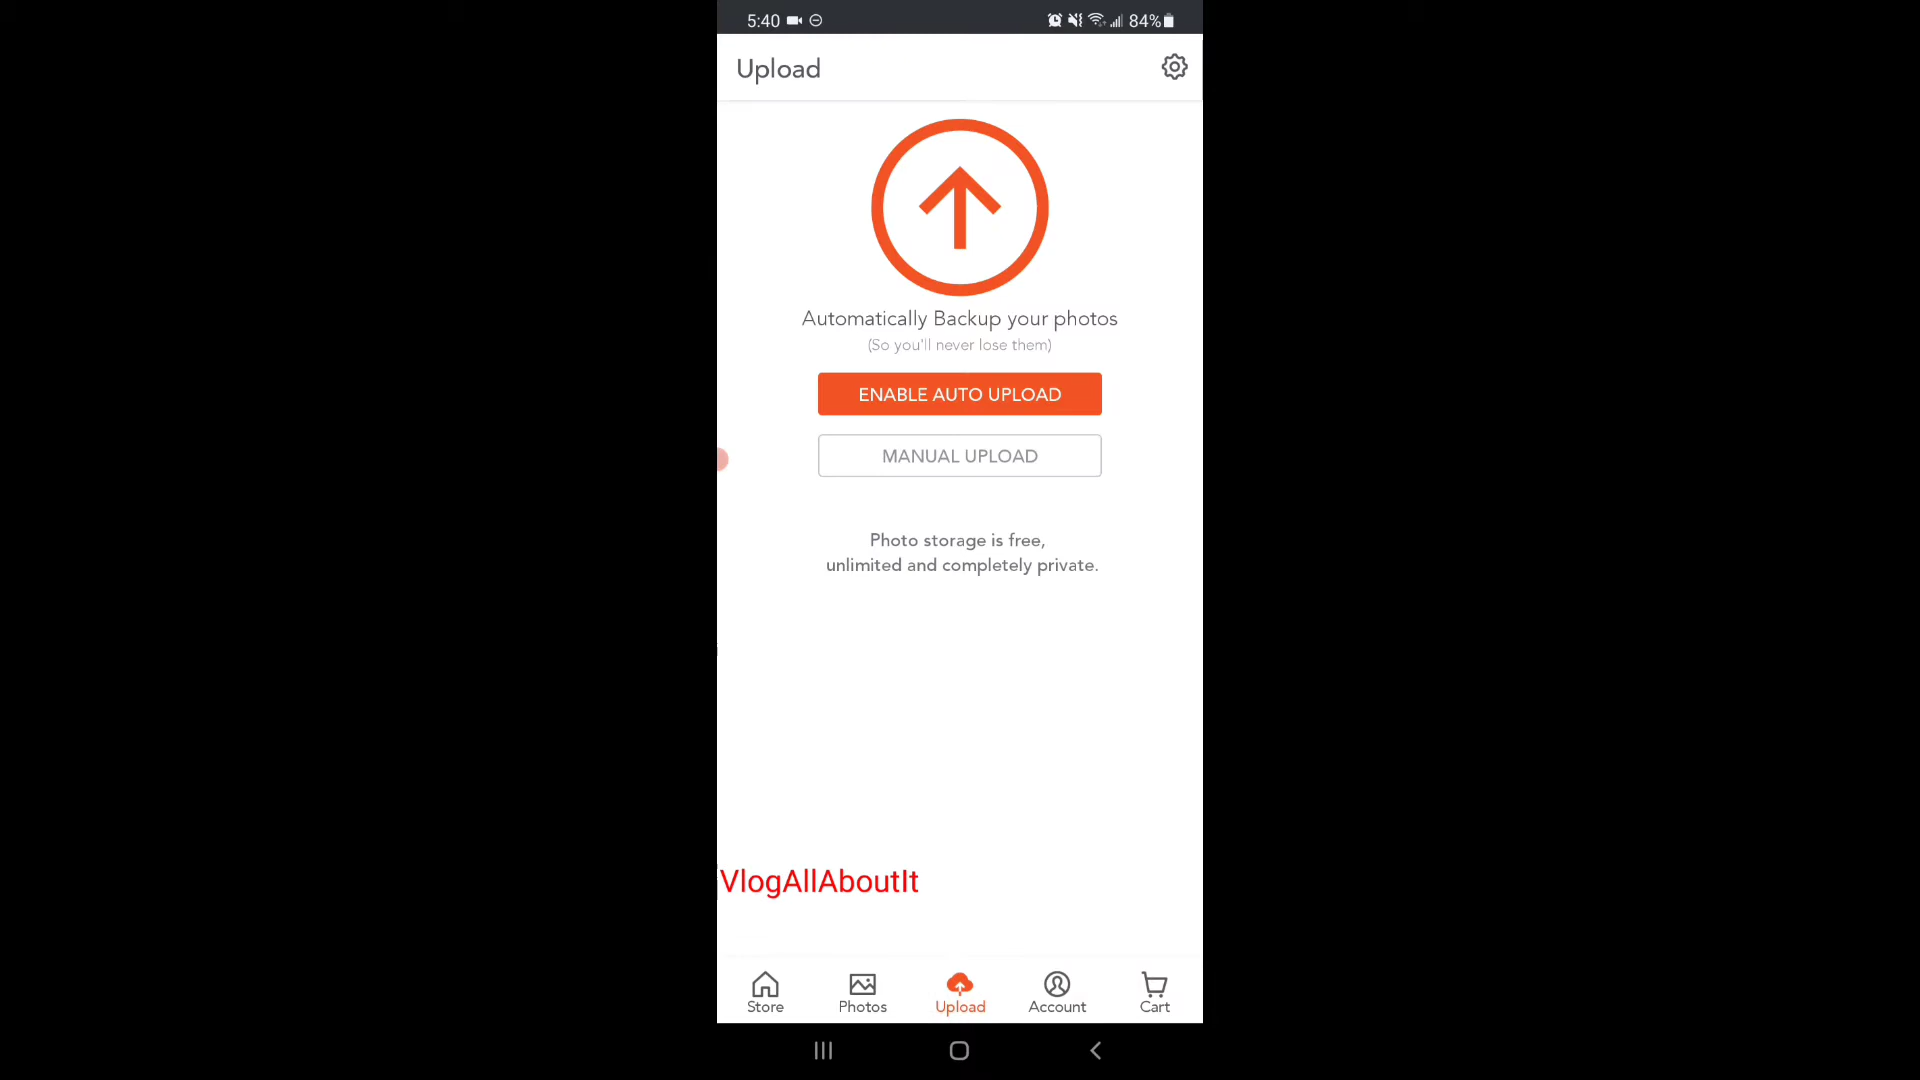 5:40
84%
Upload
Automatically Backup your photos
(So you'll never lose them)
ENABLE AUTO UPLOAD
MANUAL UPLOAD
Photo storage is free,
unlimited and completely private.
VlogAllAboutIt
Store
Photos
Upload
Account
Cart